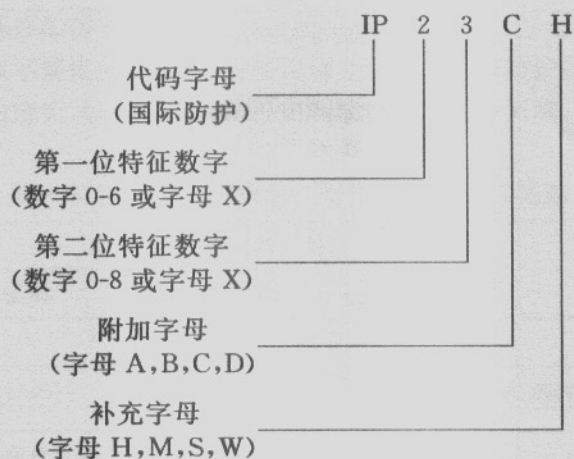 IP 2 3 C H
代码字母
(国际防护)
第一位特征数字
(数字 0-6 或字母 X)
第二位特征数字
(数字 0-8 或字母 X)
附加字母
(字母 A,B,C,D)
补充字母
(字母 H,M,S,W)